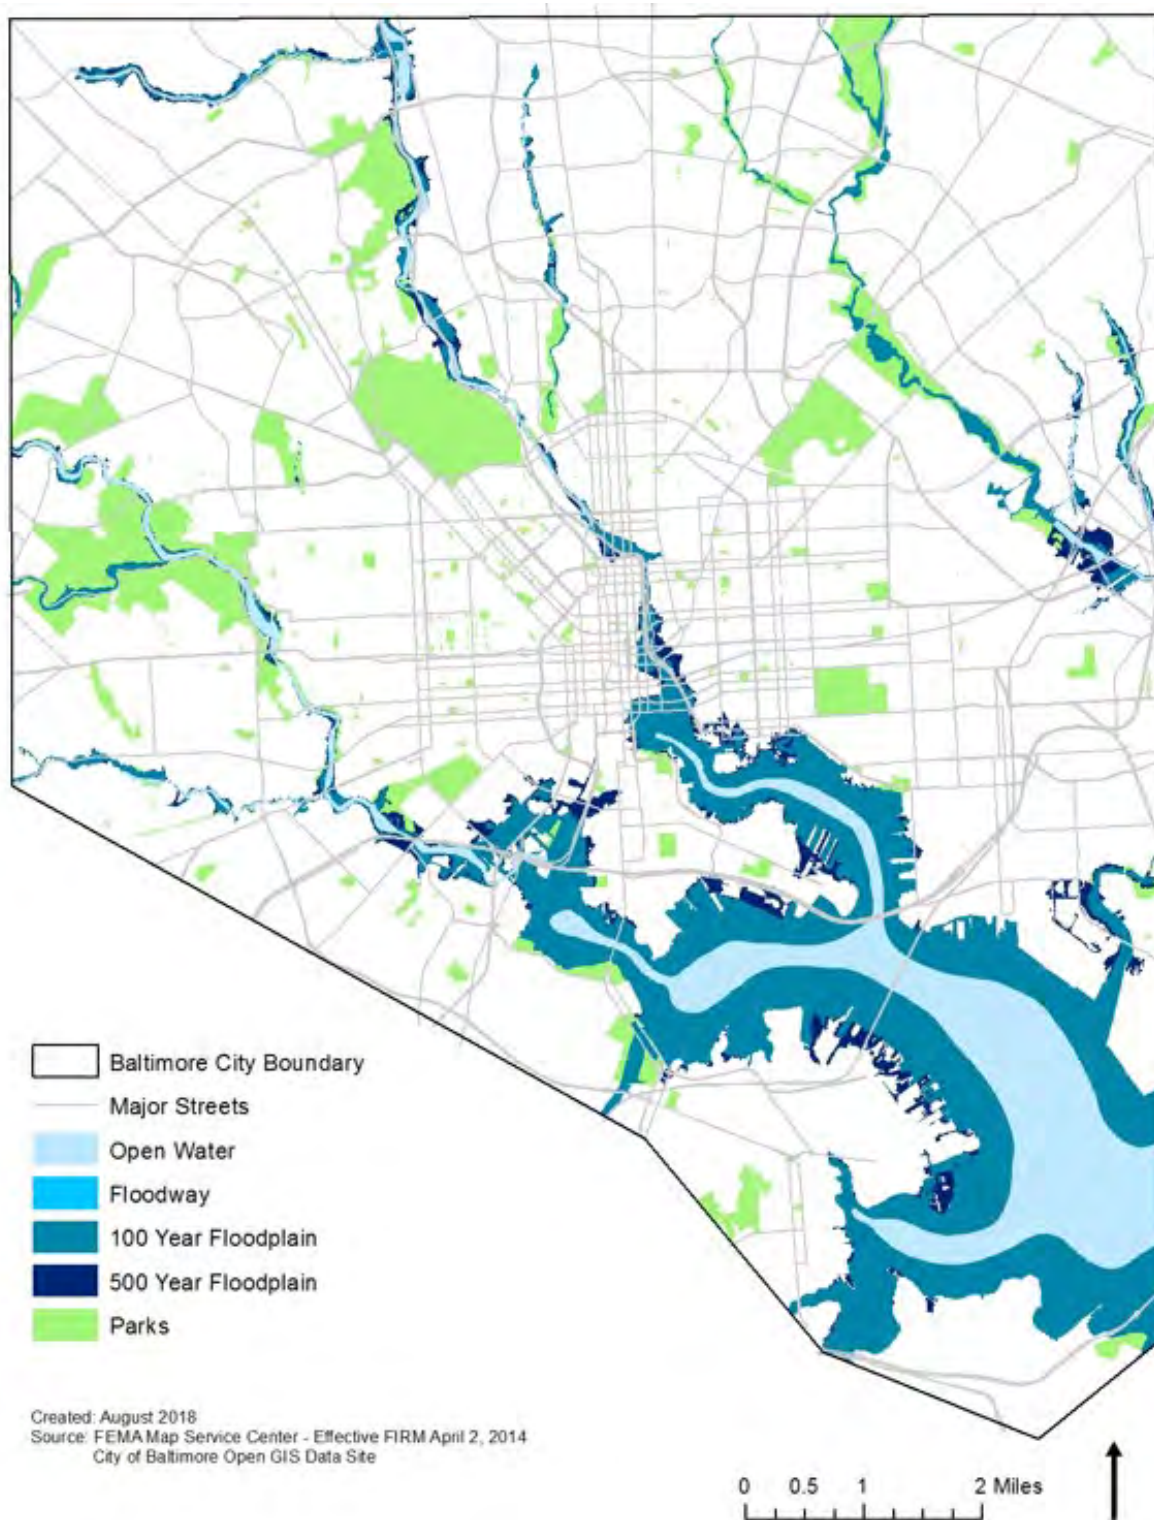 Baltimore City Boundary
Major Streets
Open Water
Floodway
100 Year Floodplain
500 Year Floodplain
Parks
Created: August 2018
Source: FEMA Map Service Center - Effective FIRM April 2, 2014
City of Baltimore Open GIS Data Site
0 0.5 1 2 Miles